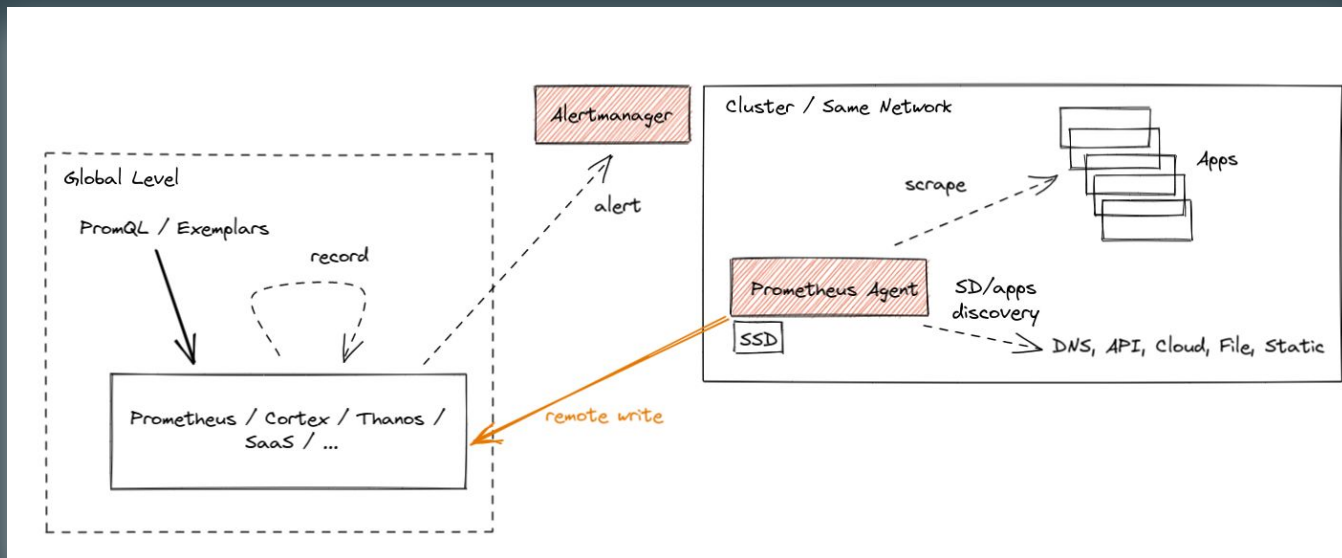 Alertmanager
Cluster / Same Network
Apps
scrape
Global Level
PromQL / Exemplars
record
alert
Prometheus Agent
SD/apps
discovery
SSD
DNS, API, Cloud, File, Static
Prometheus / Cortex / Thanos /
SaaS / ...
remote write